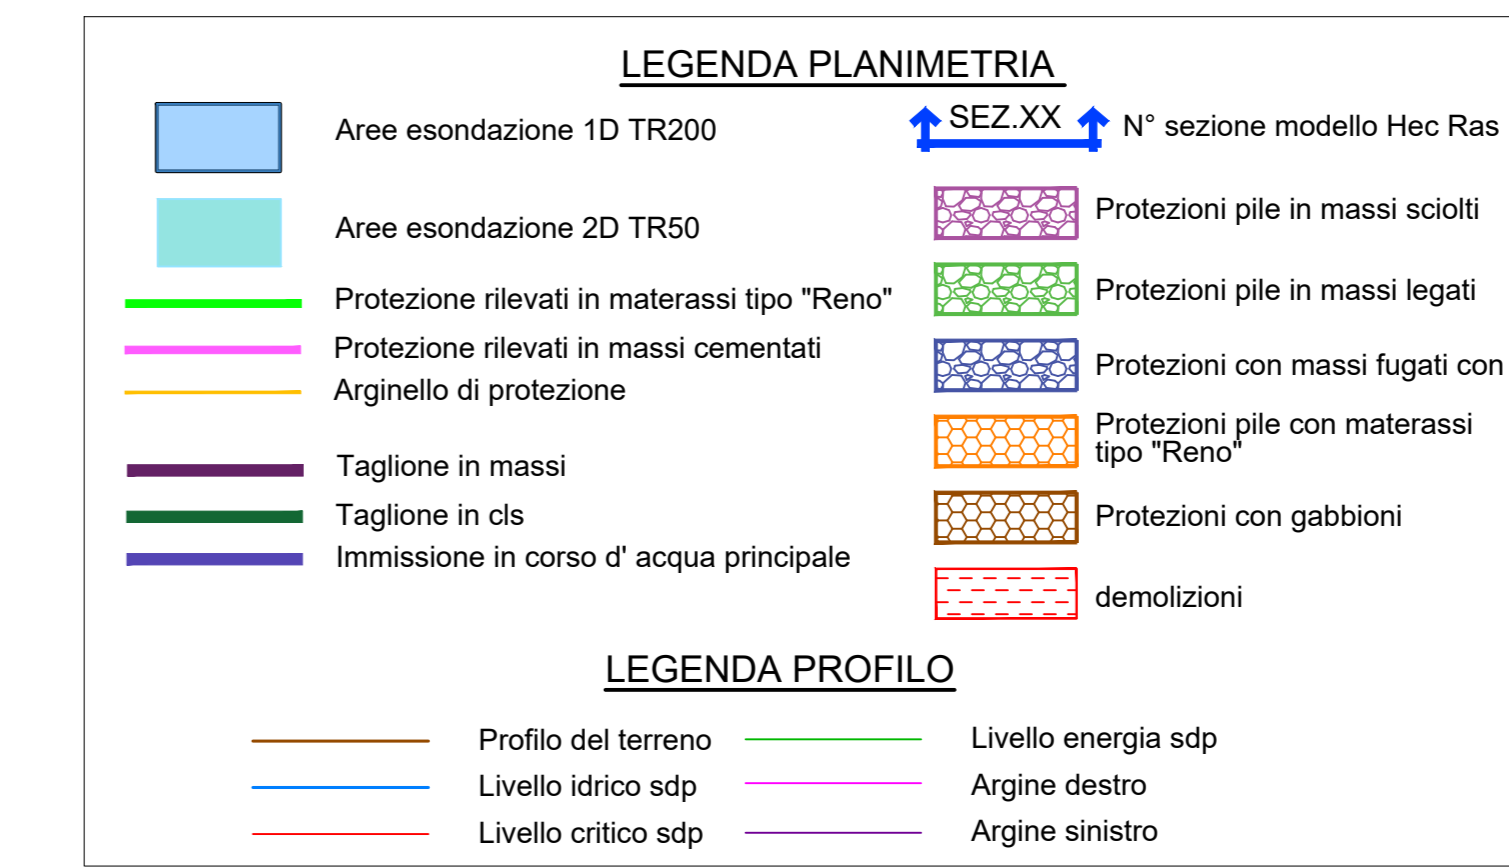 LEGENDA PLANIMETRIA
Aree esondazione 1D TR200
Aree esondazione 2D TR50
Protezione rilevati in materassi tipo "Reno"
Protezione rilevati in massi cementati
Arginello di protezione
Taglione in massi
Taglione in cls
Immissione in corso d' acqua principale
SEZ.XX
N° sezione modello Hec Ras
Protezioni pile in massi sciolti
Protezioni pile in massi legati
Protezioni con massi fugati con
Protezioni pile con materassi
tipo "Reno"
Protezioni con gabbioni
demolizioni
LEGENDA PROFILO
Profilo del terreno
Livello idrico sdp
Livello critico sdp
Livello energia sdp
Argine destro
Argine sinistro